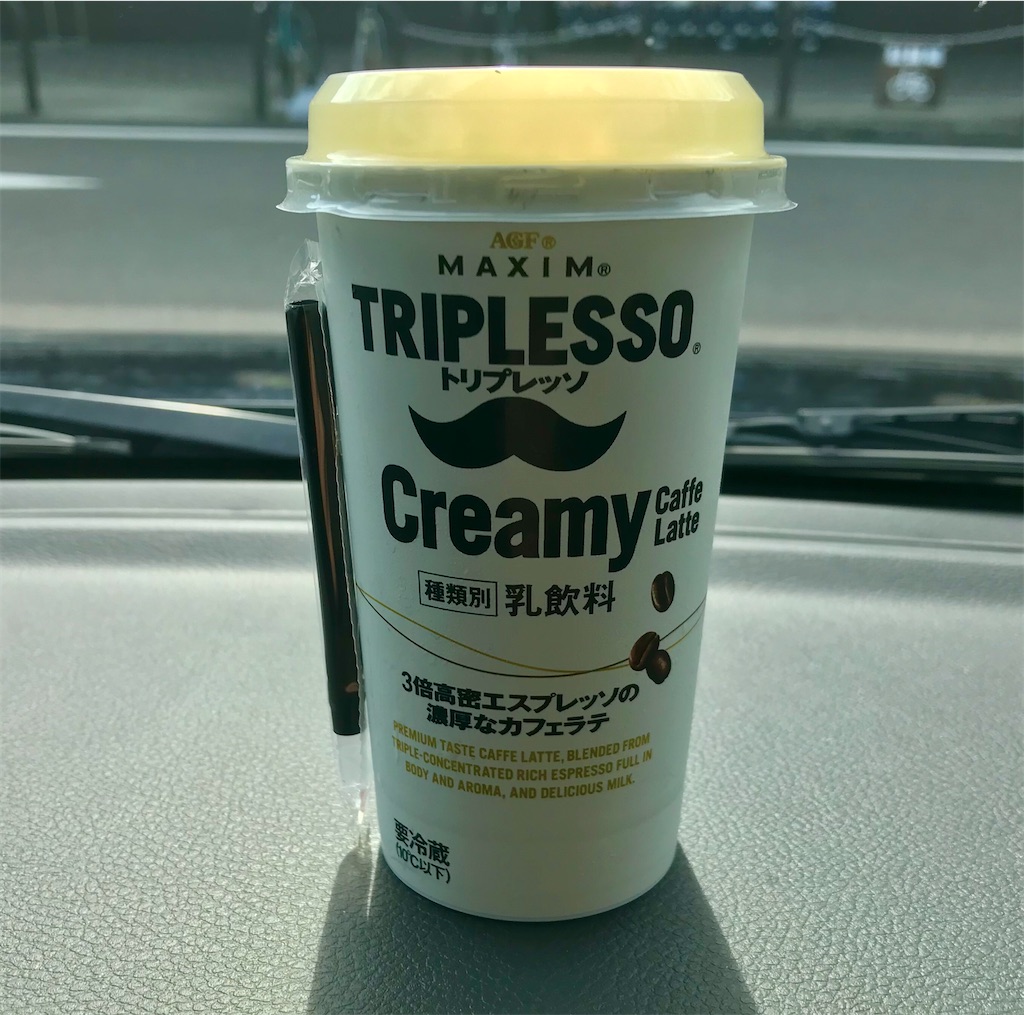 AGF®
MAXIM®
TRIPLESSO®
トリプレッソ
Creamy Caffe Latte
種類別 乳飲料
3倍高密エスプレッソの
濃厚なカフェラテ
PREMIUM TASTE CAFFE LATTE, BLENDED FROM
TRIPLE-CONCENTRATED RICH ESPRESSO FULL IN
BODY AND AROMA, AND DELICIOUS MILK.
要冷蔵
(10℃以下)